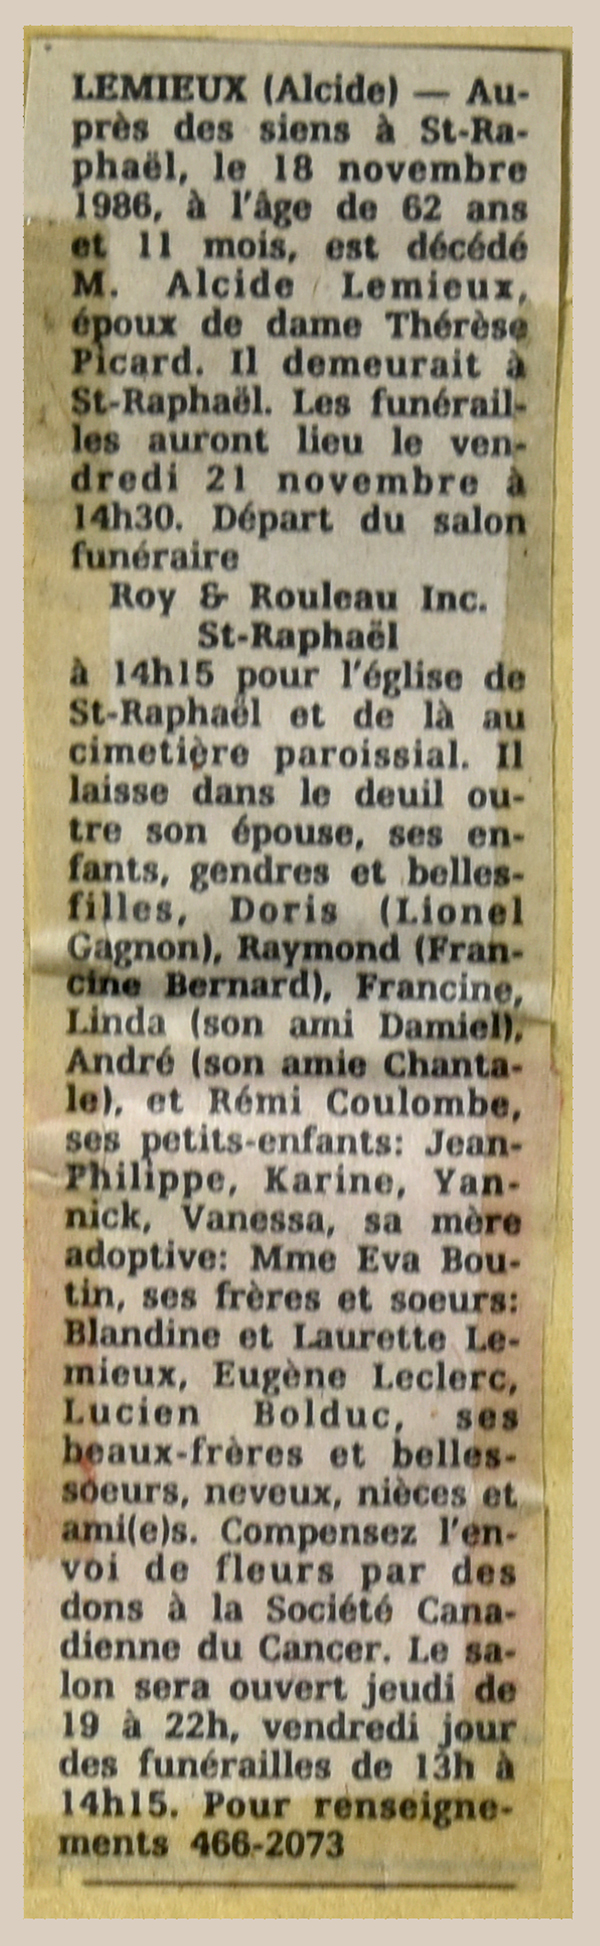 LEMIEUX (Alcide) — Au-
près des siens à St-Ra-
phaël, le 18 novembre
1986, à l'âge de 62 ans
et 11 mois, est décédé
M. Alcide Lemieux,
époux de dame Thérèse
Picard. Il demeurait à
St-Raphaël. Les funérail-
les auront lieu le ven-
dredi 21 novembre à
14h30. Départ du salon
funéraire
Roy & Rouleau Inc.
St-Raphaël
à 14h15 pour l'église de
St-Raphaël et de là au
cimetière paroissial. Il
laisse dans le deuil ou-
tre son épouse, ses en-
fants, gendres et belles-
filles, Doris (Lionel
Gagnon), Raymond (Fran-
cine Bernard), Francine,
Linda (son ami Damiel),
André (son amie Chanta-
le), et Rémi Coulombe,
ses petits-enfants: Jean-
Philippe, Karine, Yan-
nick, Vanessa, sa mère
adoptive: Mme Eva Bou-
tin, ses frères et soeurs:
Blandine et Laurette Le-
mieux, Eugène Leclerc,
Lucien Bolduc, ses
beaux-frères et belles-
soeurs, neveux, nièces et
ami(e)s. Compensez l'en-
voi de fleurs par des
dons à la Société Cana-
dienne du Cancer. Le sa-
lon sera ouvert jeudi de
19 à 22h, vendredi jour
des funérailles de 13h à
14h15. Pour renseigne-
ments 466-2073